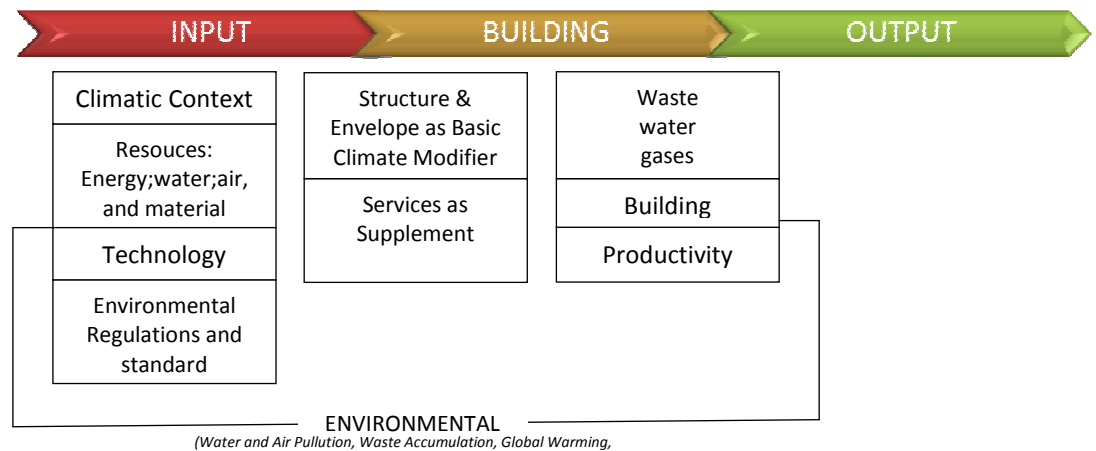 INPUT
BUILDING
OUTPUT
Climatic Context
Resouces:
Energy;water;air,
and material
Technology
Environmental
Regulations and
standard
Structure &
Envelope as Basic
Climate Modifier
Services as
Supplement
Waste
water
gases
Building
Productivity
ENVIRONMENTAL
(Water and Air Pullution, Waste Accumulation, Global Warming,